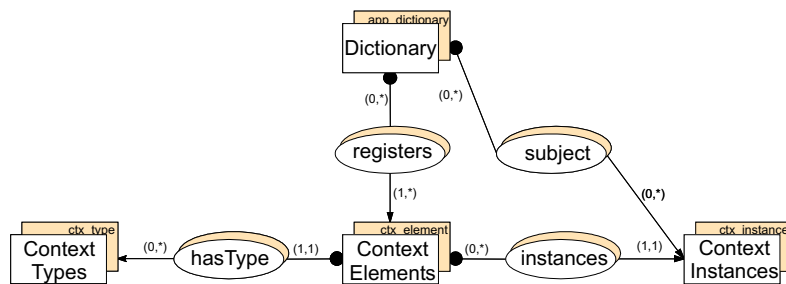 app_dictionary
Dictionary
(0,*)
(0,*)
registers
subject
(1,*)
(0,*)
ctx_type
Context
Types
(0,*)
hasType
(1,1)
ctx_element
Context
Elements
(0,*)
instances
(1,1)
ctx_instance
Context
Instances